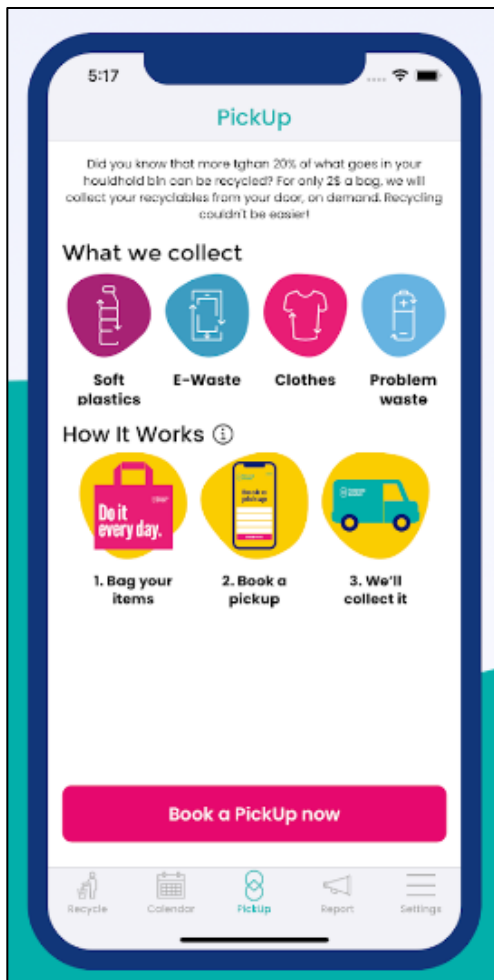 5:17
PickUp
Did you know that more tghan 20% of what goes in your
houldhold bin can be recycled? For only 2$ a bag, we will
collect your recyclables from your door, on demand. Recycling
couldn't be easier!
What we collect
Soft plastics
E-Waste
Clothes
Problem waste
How It Works
Do it
every day.
Book a
pickup
1. Bag your items
2. Book a pickup
3. We'll collect it
Book a PickUp now
Recycle Calendar PickUp Report Settings